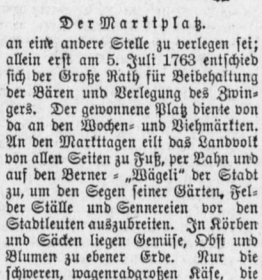 Der Marktplatz.
an eine andere Stelle zu verlegen sei;
allein erst am 5. Juli 1763 entschied
sich der Große Rath für Beibehaltung
der Bären und Verlegung des Zwin-
gers. Der gewonnene Platz diente von
da an den Wochen- und Viehmärkten.
An den Markttagen eilt das Landvolk
von allen Seiten zu Fuß, per Bahn und
auf den Berner - „Wägeli“ der Stadt
zu, um den Segen seiner Gärten, Fel-
der Ställe und Sennereien vor den
Stadtleuten auszubreiten. In Körben
und Säcken liegen Gemüse, Obst und
Blumen zu ebener Erde. Nur die
schweren, wagenradgroßen Käse, die